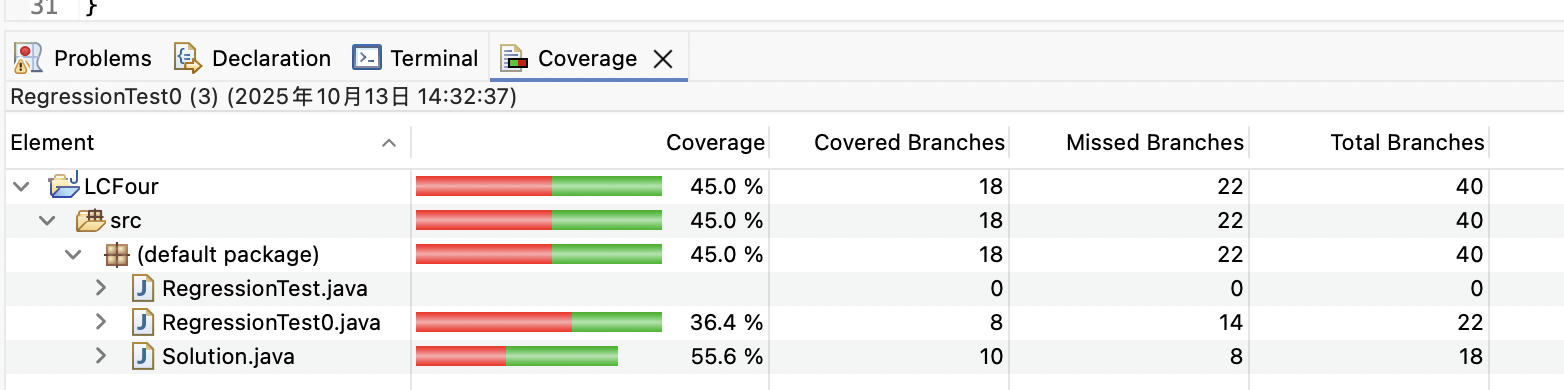 31 }
Problems Declaration Terminal Coverage
RegressionTest0 (3) (2025年10月13日 14:32:37)
Element Coverage Covered Branches Missed Branches Total Branches
LCFour 45.0 % 18 22 40
src 45.0 % 18 22 40
(default package) 45.0 % 18 22 40
RegressionTest.java 0 0 0
RegressionTest0.java 36.4 % 8 14 22
Solution.java 55.6 % 10 8 18